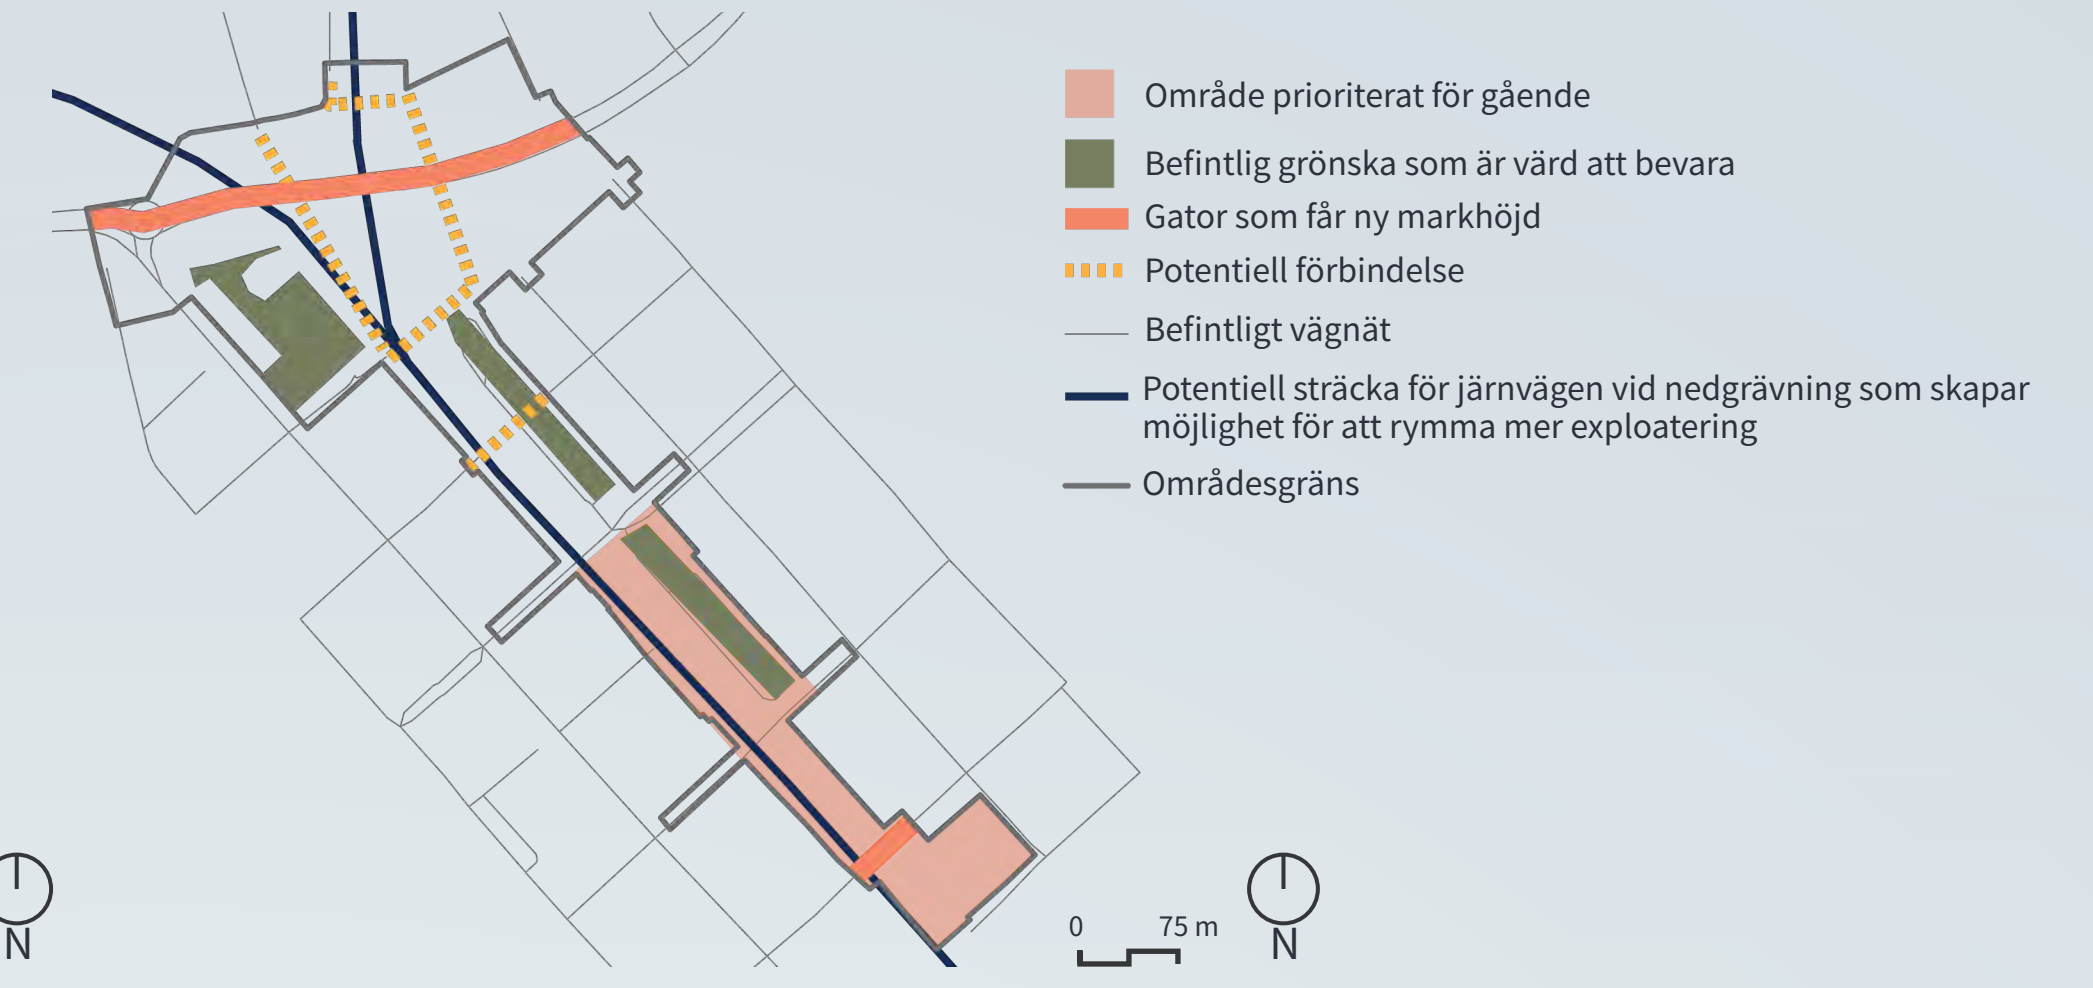 Område prioriterat för gående
Befintlig grönska som är värd att bevara
Gator som får ny markhöjd
Potentiell förbindelse
Befintligt vägnät
Potentiell sträcka för järnvägen vid nedgrävning som skapar
möjlighet för att rymma mer exploatering
Områdesgräns
0 75 m
N
N